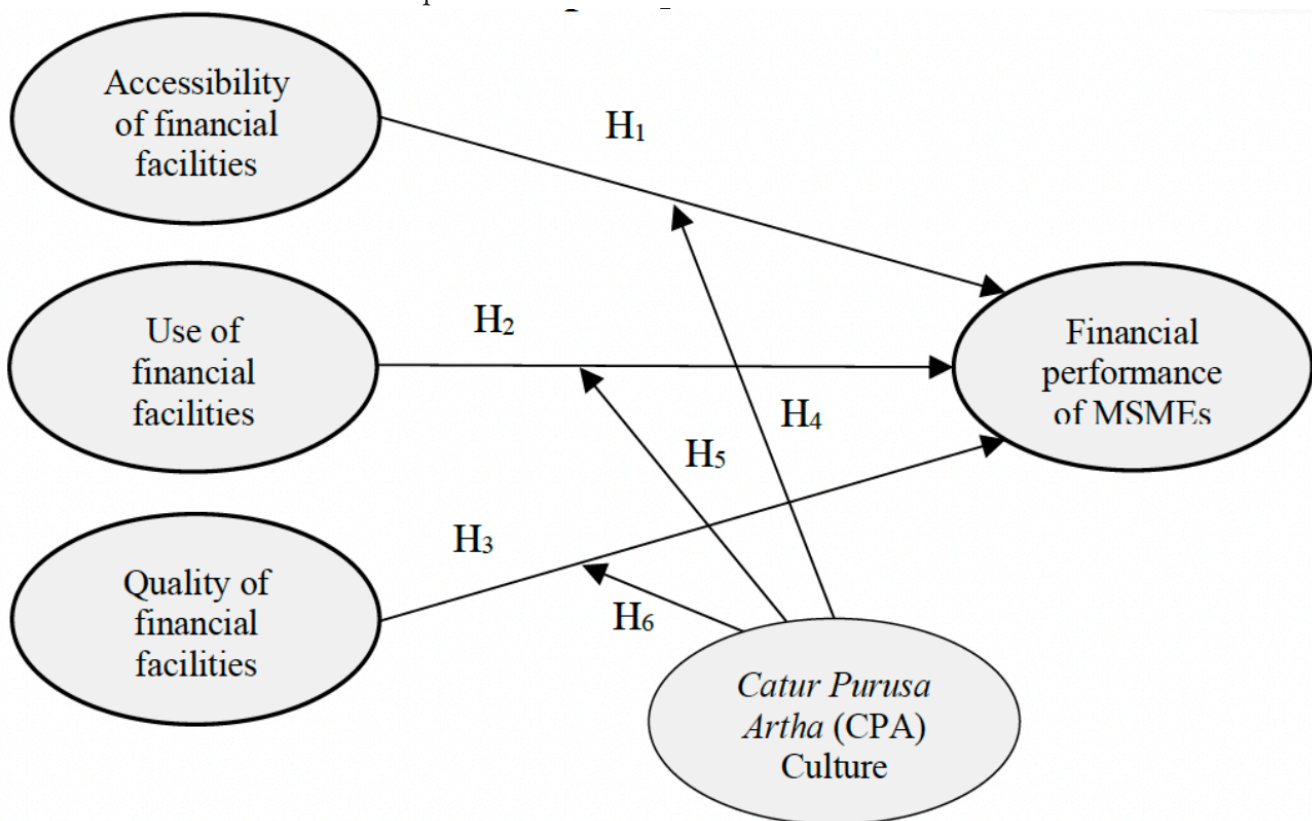 Accessibility
of financial
facilities
H₁
Use of
financial
facilities
H₂
Financial
performance
of MSMEs
H₄
H₅
Quality of
financial
facilities
H₃
H₆
Catur Purusa
Artha (CPA)
Culture